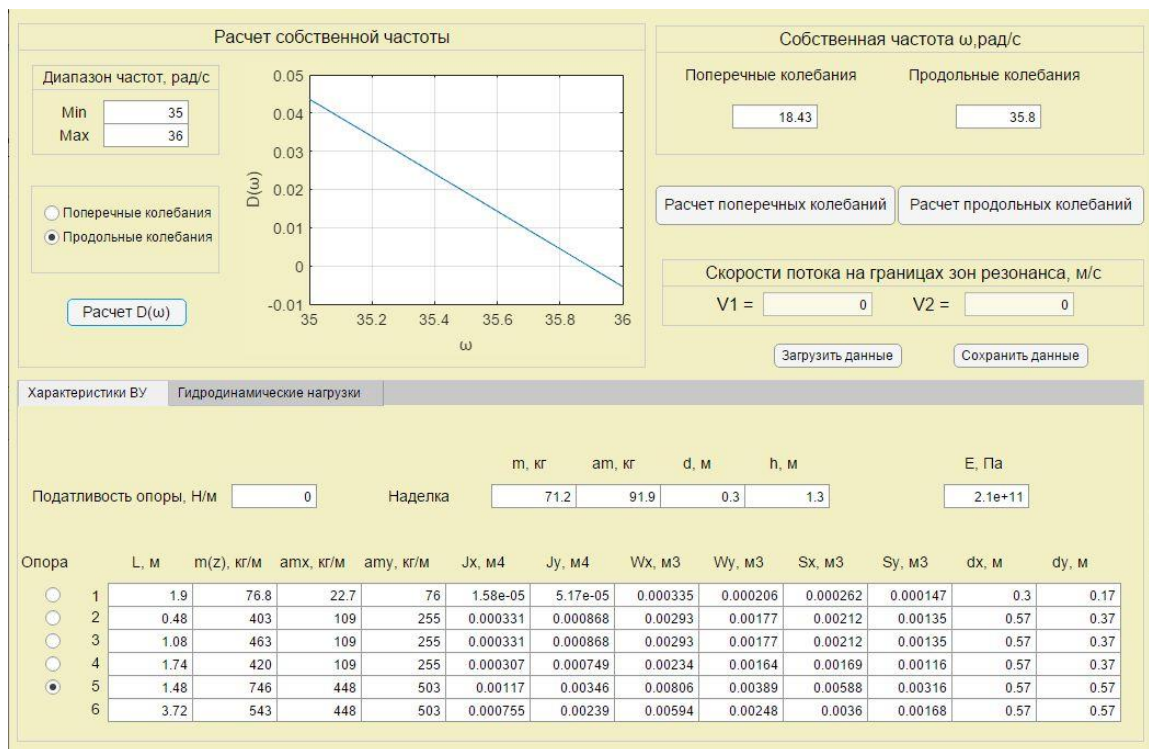 Расчет собственной частоты
Диапазон частот, рад/с
Min 35
Max 36
Поперечные колебания
Продольные колебания
Расчет D(ω)
D(ω)
0.05
0.04
0.03
0.02
0.01
0
-0.01
35 35.2 35.4 35.6 35.8 36
ω
Собственная частота ω,рад/с
Поперечные колебания Продольные колебания
18.43 35.8
Расчет поперечных колебаний Расчет продольных колебаний
Скорости потока на границах зон резонанса, м/с
V1 = 0 V2 = 0
Загрузить данные Сохранить данные
Характеристики ВУ Гидродинамические нагрузки
m, кг am, кг d, м h, м E, Па
Податливость опоры, Н/м 0 Наделка 71.2 91.9 0.3 1.3 2.1e+11
Опора L, м m(z), кг/м amx, кг/м amy, кг/м Jx, м4 Jy, м4 Wx, м3 Wy, м3 Sx, м3 Sy, м3 dx, м dy, м
1 1.9 76.8 22.7 76 1.58e-05 5.17e-05 0.000335 0.000206 0.000262 0.000147 0.3 0.17
2 0.48 403 109 255 0.000331 0.000868 0.00293 0.00177 0.00212 0.00135 0.57 0.37
3 1.08 463 109 255 0.000331 0.000868 0.00293 0.00177 0.00212 0.00135 0.57 0.37
4 1.74 420 109 255 0.000307 0.000749 0.00234 0.00164 0.00169 0.00116 0.57 0.37
5 1.48 746 448 503 0.00117 0.00346 0.00806 0.00389 0.00588 0.00316 0.57 0.57
6 3.72 543 448 503 0.000755 0.00239 0.00594 0.00248 0.0036 0.00168 0.57 0.57